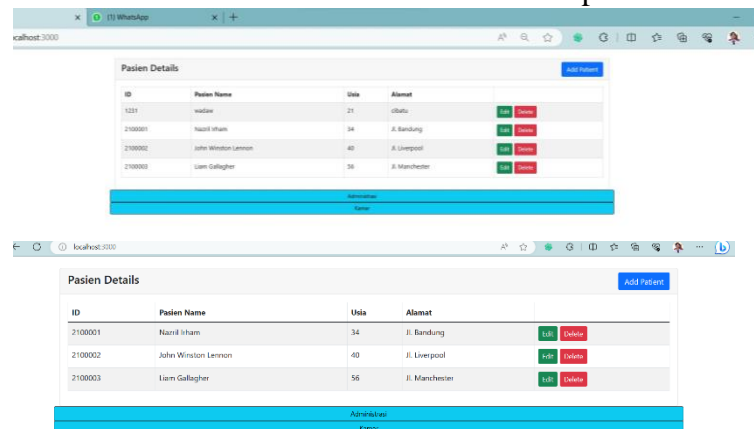 (1) WhatsApp
localhost:3000
Pasien Details Add Patient
ID Pasien Name Usia Alamat
1231 wadaw 21 cibatu Edit Delete
2100001 Nazril Irham 34 Jl. Bandung Edit Delete
2100002 John Winston Lennon 40 Jl. Liverpool Edit Delete
2100003 Liam Gallagher 56 Jl. Manchester Edit Delete
Administrasi
Kamar
localhost:3000
Pasien Details Add Patient
ID Pasien Name Usia Alamat
2100001 Nazril Irham 34 Jl. Bandung Edit Delete
2100002 John Winston Lennon 40 Jl. Liverpool Edit Delete
2100003 Liam Gallagher 56 Jl. Manchester Edit Delete
Administrasi
Kamar